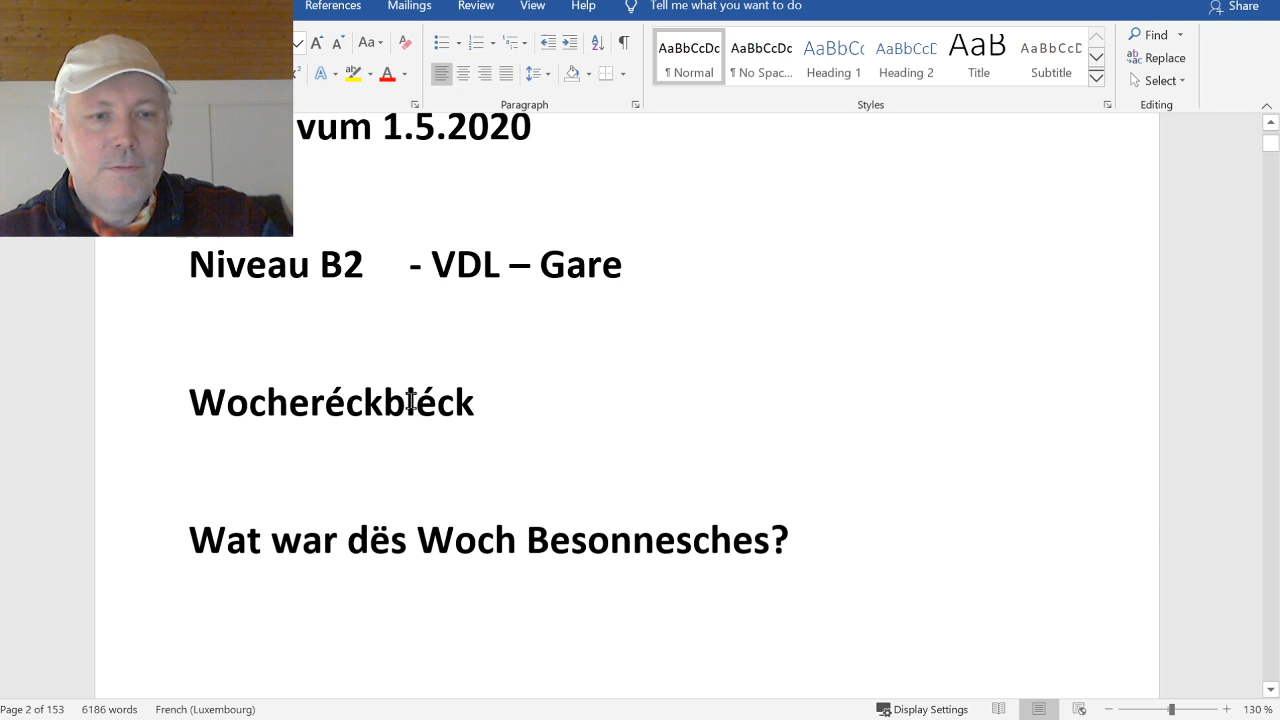 References Mailings Review View Help Tell me what you want to do Share
Aa
Find
AaBbCcDc AaBbCcDc AaBbCc AaBbCcD AaB AaBbCcD
Replace
¶ Normal ¶ No Spac... Heading 1 Heading 2 Title Subtitle
Select
Paragraph Styles Editing
vum 1.5.2020
Niveau B2 - VDL – Gare
Wocheréckbléck
Wat war dës Woch Besonnesches?
Page 2 of 153 6186 words French (Luxembourg) Display Settings 130 %